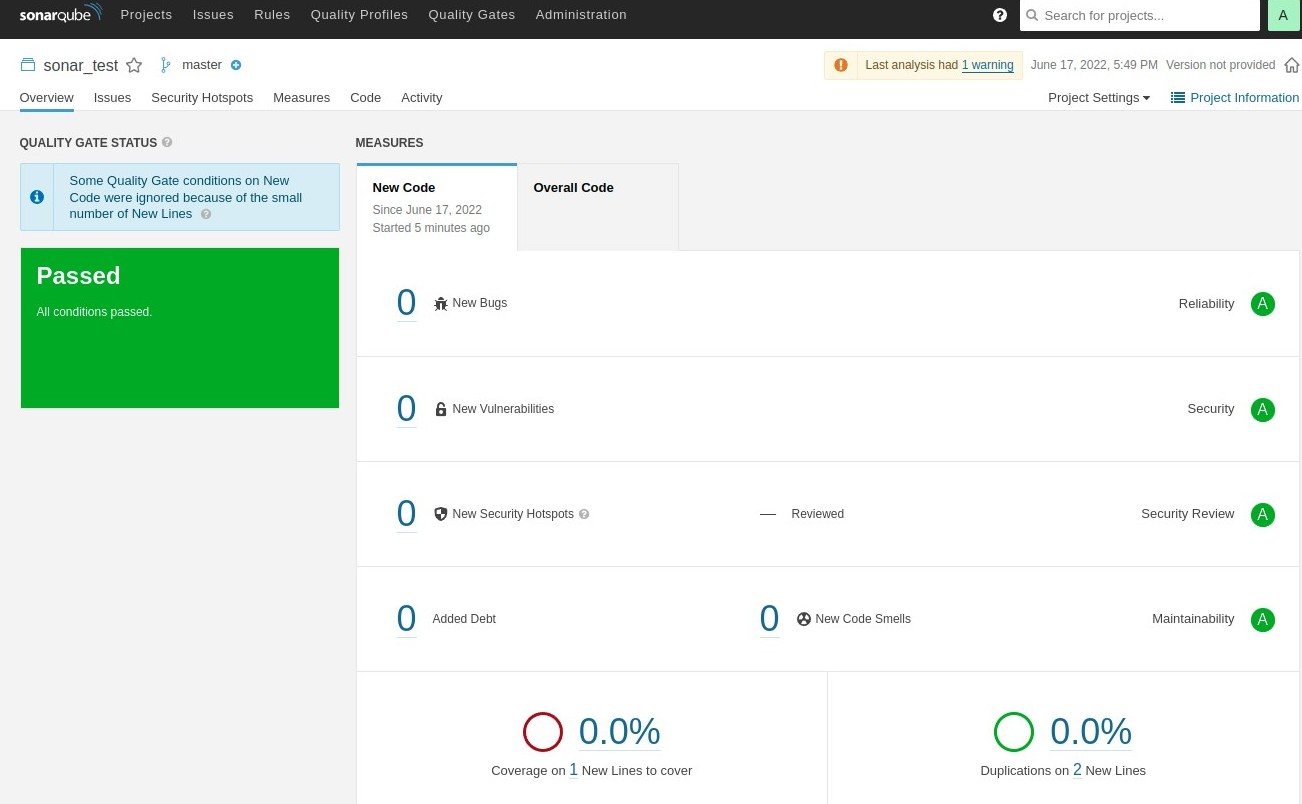 sonarqube Projects Issues Rules Quality Profiles Quality Gates Administration ? Search for projects... A
sonar_test master Last analysis had 1 warning June 17, 2022, 5:49 PM Version not provided
Overview Issues Security Hotspots Measures Code Activity Project Settings Project Information
QUALITY GATE STATUS ?
Some Quality Gate conditions on New
Code were ignored because of the small
number of New Lines ?
Passed
All conditions passed.
MEASURES
New Code
Since June 17, 2022
Started 5 minutes ago
Overall Code
0 New Bugs Reliability A
0 New Vulnerabilities Security A
0 New Security Hotspots ? — Reviewed Security Review A
0 Added Debt 0 New Code Smells Maintainability A
0.0%
Coverage on 1 New Lines to cover
0.0%
Duplications on 2 New Lines